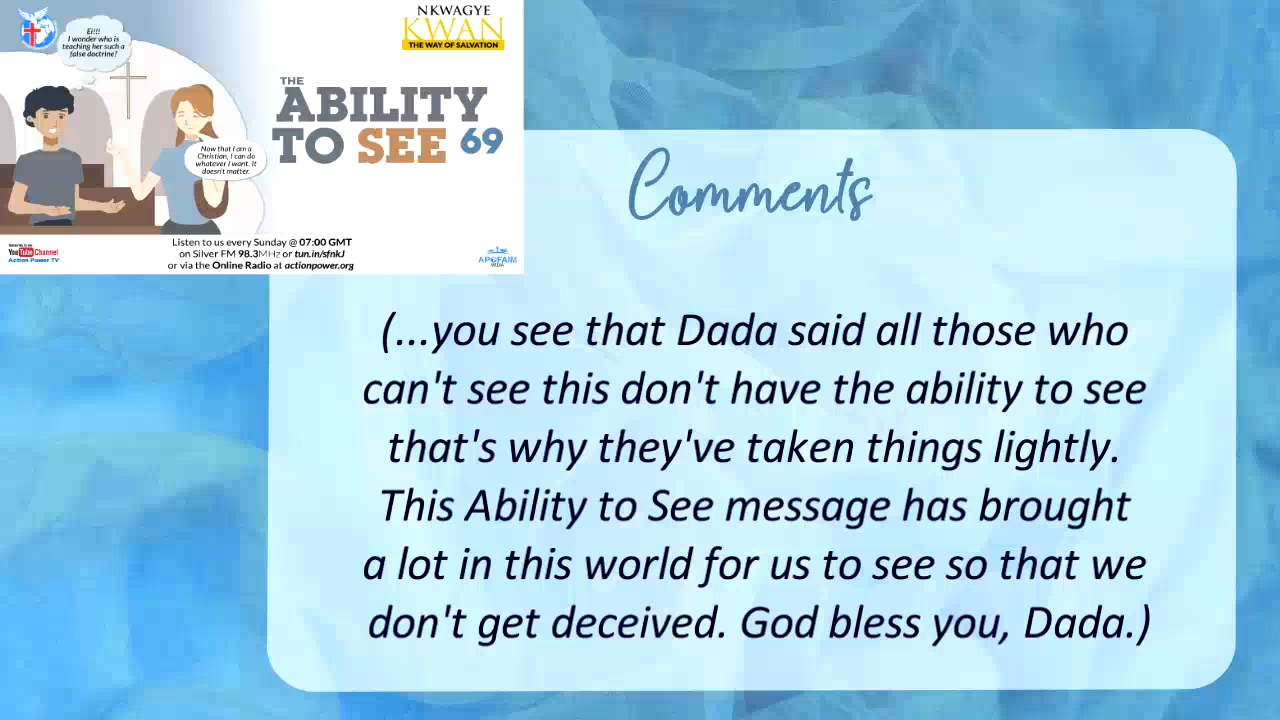 Ei!!!
I wonder who is
teaching her such a
false doctrine?
NKWAGYE
KWAN
THE WAY OF SALVATION
THE
ABILITY
TO SEE 69
Now that I am a
Christian, I can do
whatever I want. It
doesn't matter.
Listen to us every Sunday @ 07:00 GMT
on Silver FM 98.3MHz or tun.in/sfnkJ
or via the Online Radio at actionpower.org
YouTube Channel
Action Power TV
APOFAIM
Comments
(...you see that Dada said all those who
can't see this don't have the ability to see
that's why they've taken things lightly.
This Ability to See message has brought
a lot in this world for us to see so that we
don't get deceived. God bless you, Dada.)